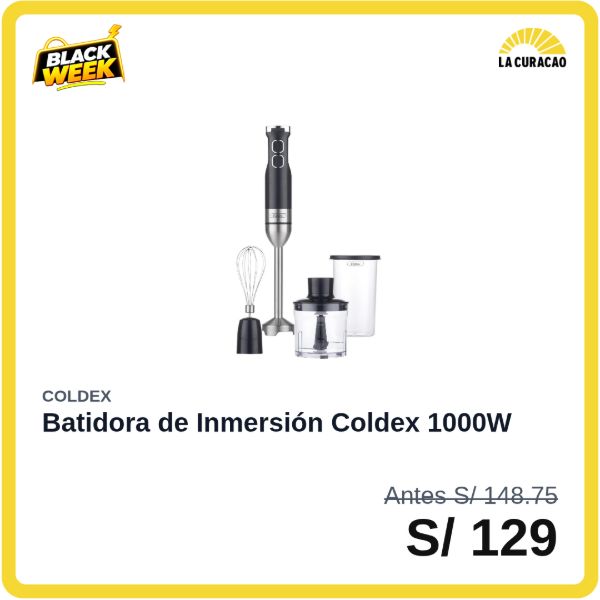 BLACK
WEEK
LA CURACAO
COLDEX
Batidora de Inmersión Coldex 1000W
Antes S/ 148.75
S/ 129